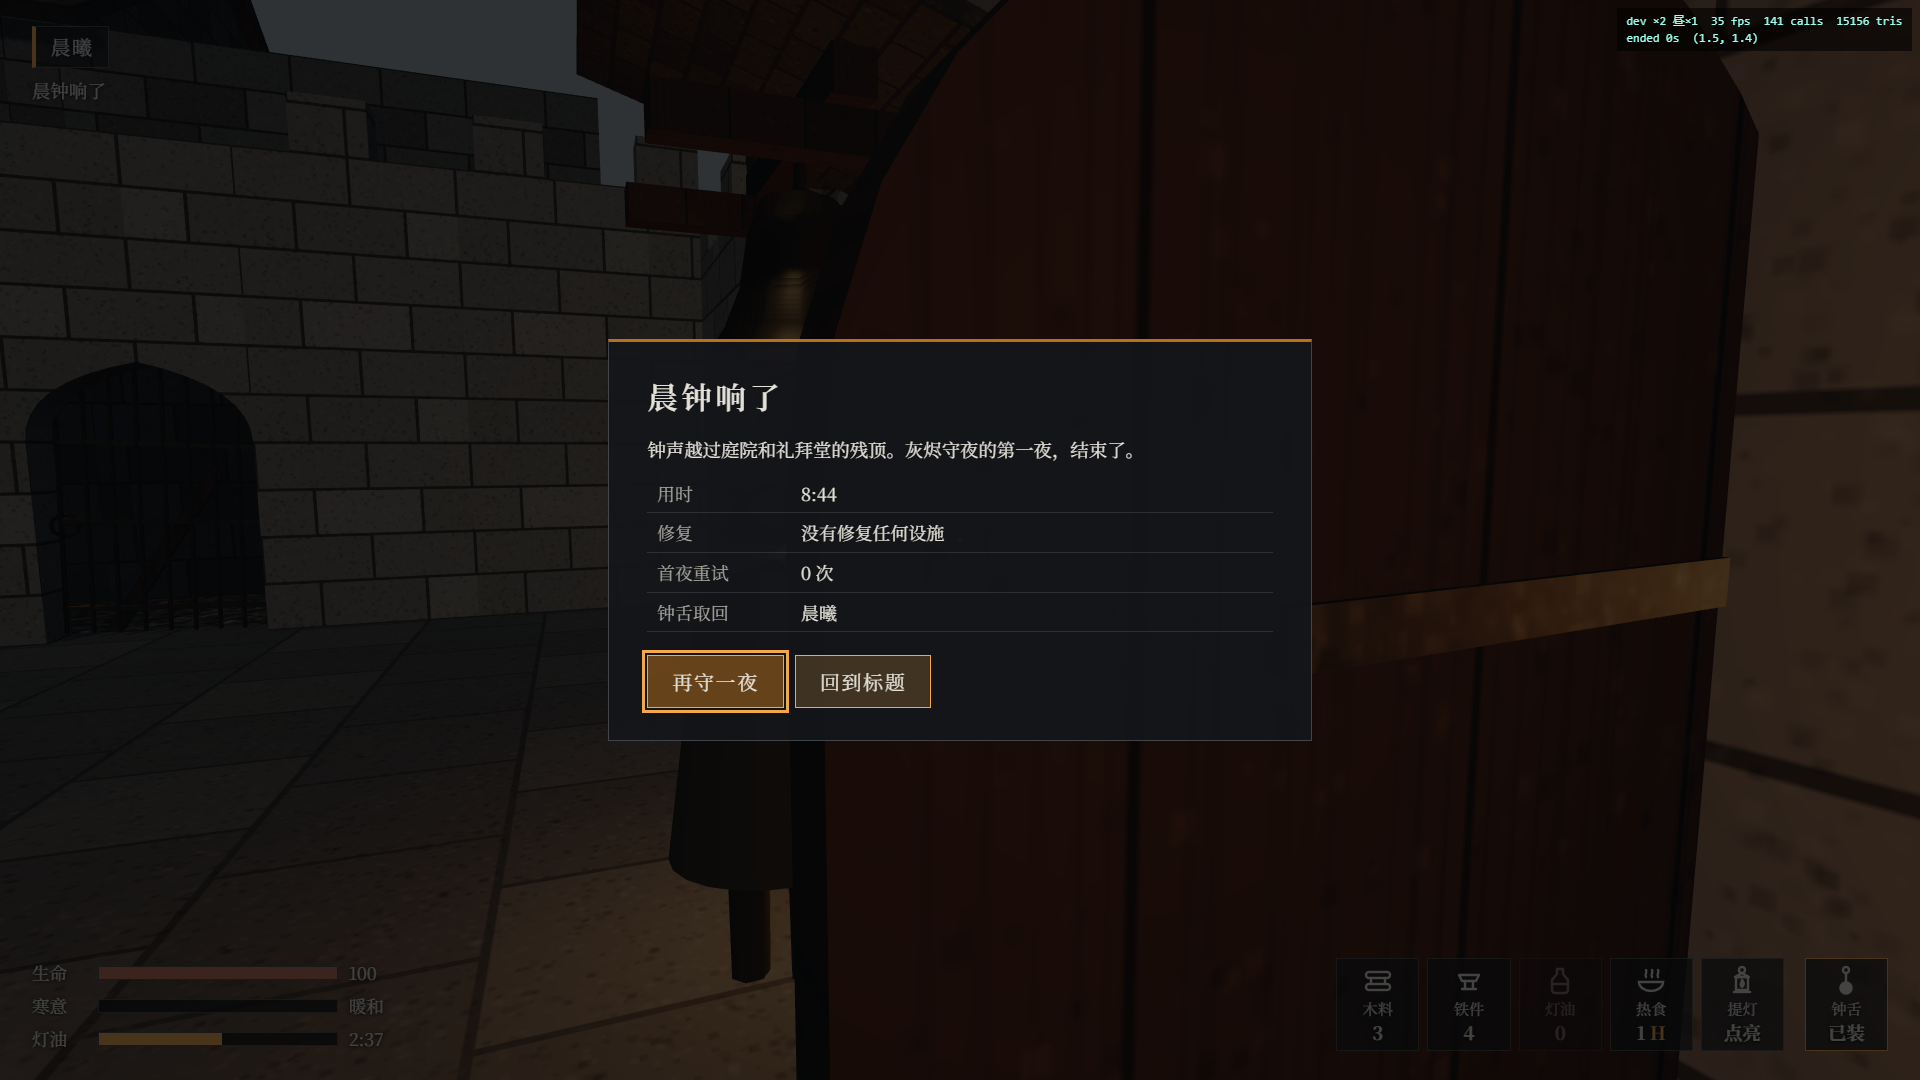 dev ×2 昼×1 35 fps 141 calls 15156 tris
ended 0s (1.5, 1.4)
晨曦
晨钟响了
晨钟响了
钟声越过庭院和礼拜堂的残顶。灰烬守夜的第一夜，结束了。
用时 8:44
修复 没有修复任何设施
首夜重试 0 次
钟舌取回 晨曦
再守一夜 回到标题
生命 100
寒意 暖和
灯油 2:37
木料 铁件 灯油 热食 提灯 钟舌
3 4 0 1 H 点亮 已装